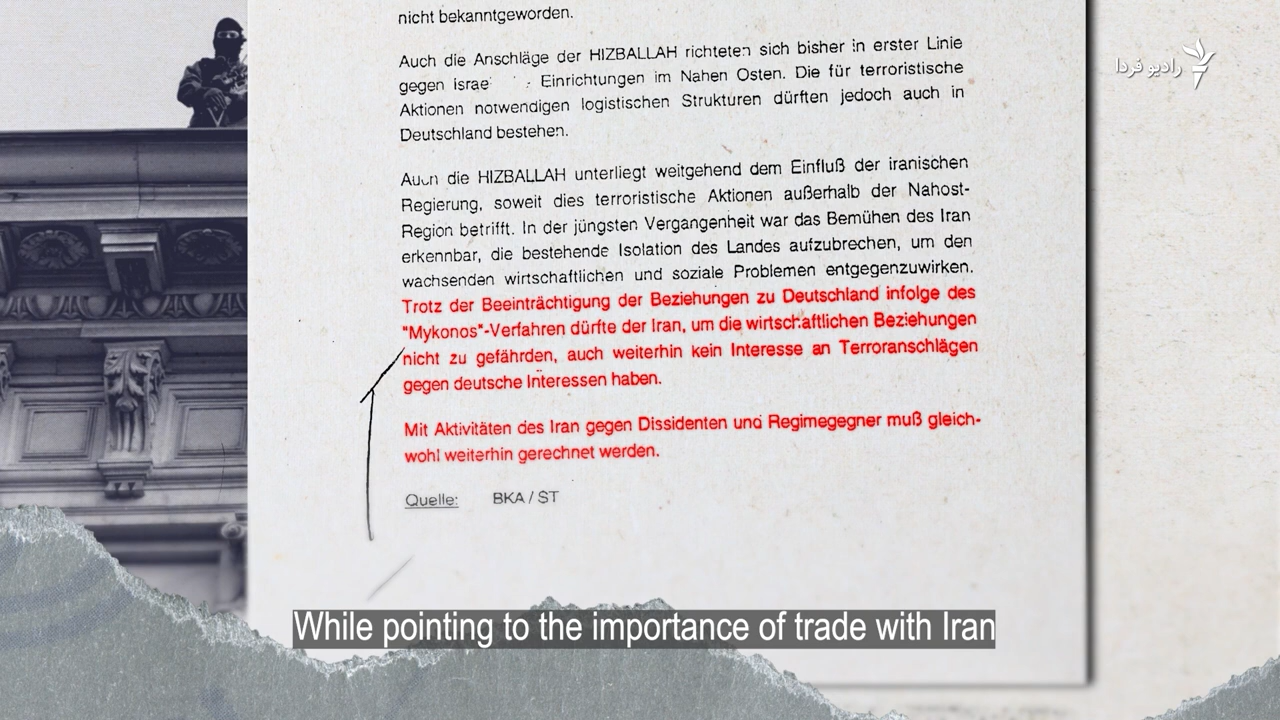 nicht bekanntgeworden.
Auch die Anschläge der HIZBALLAH richteten sich bisher in erster Linie
gegen Einrichtungen im Nahen Osten. Die für terroristische
Aktionen notwendigen logistischen Strukturen dürften jedoch auch in
Deutschland bestehen.
Auch die HIZBALLAH unterliegt weitgehend dem Einfluß der iranischen
Regierung, soweit dies terroristische Aktionen außerhalb der Nahost-
Region betrifft. In der jüngsten Vergangenheit war das Bemühen des Iran
erkennbar, die bestehende Isolation des Landes aufzubrechen, um den
wachsenden wirtschaftlichen und soziale Problemen entgegenzuwirken.
Trotz der Beeinträchtigung der Beziehungen zu Deutschland infolge des
"Mykonos"-Verfahren dürfte der Iran, um die wirtschaftlichen Beziehungen
nicht zu gefährden, auch weiterhin kein Interesse an Terroranschlägen
gegen deutsche Interessen haben.
Mit Aktivitäten des Iran gegen Dissidenten und Regimegegner muß gleich-
wohl weiterhin gerechnet werden.
Quelle: BKA / ST
While pointing to the importance of trade with Iran
رادیو فردا